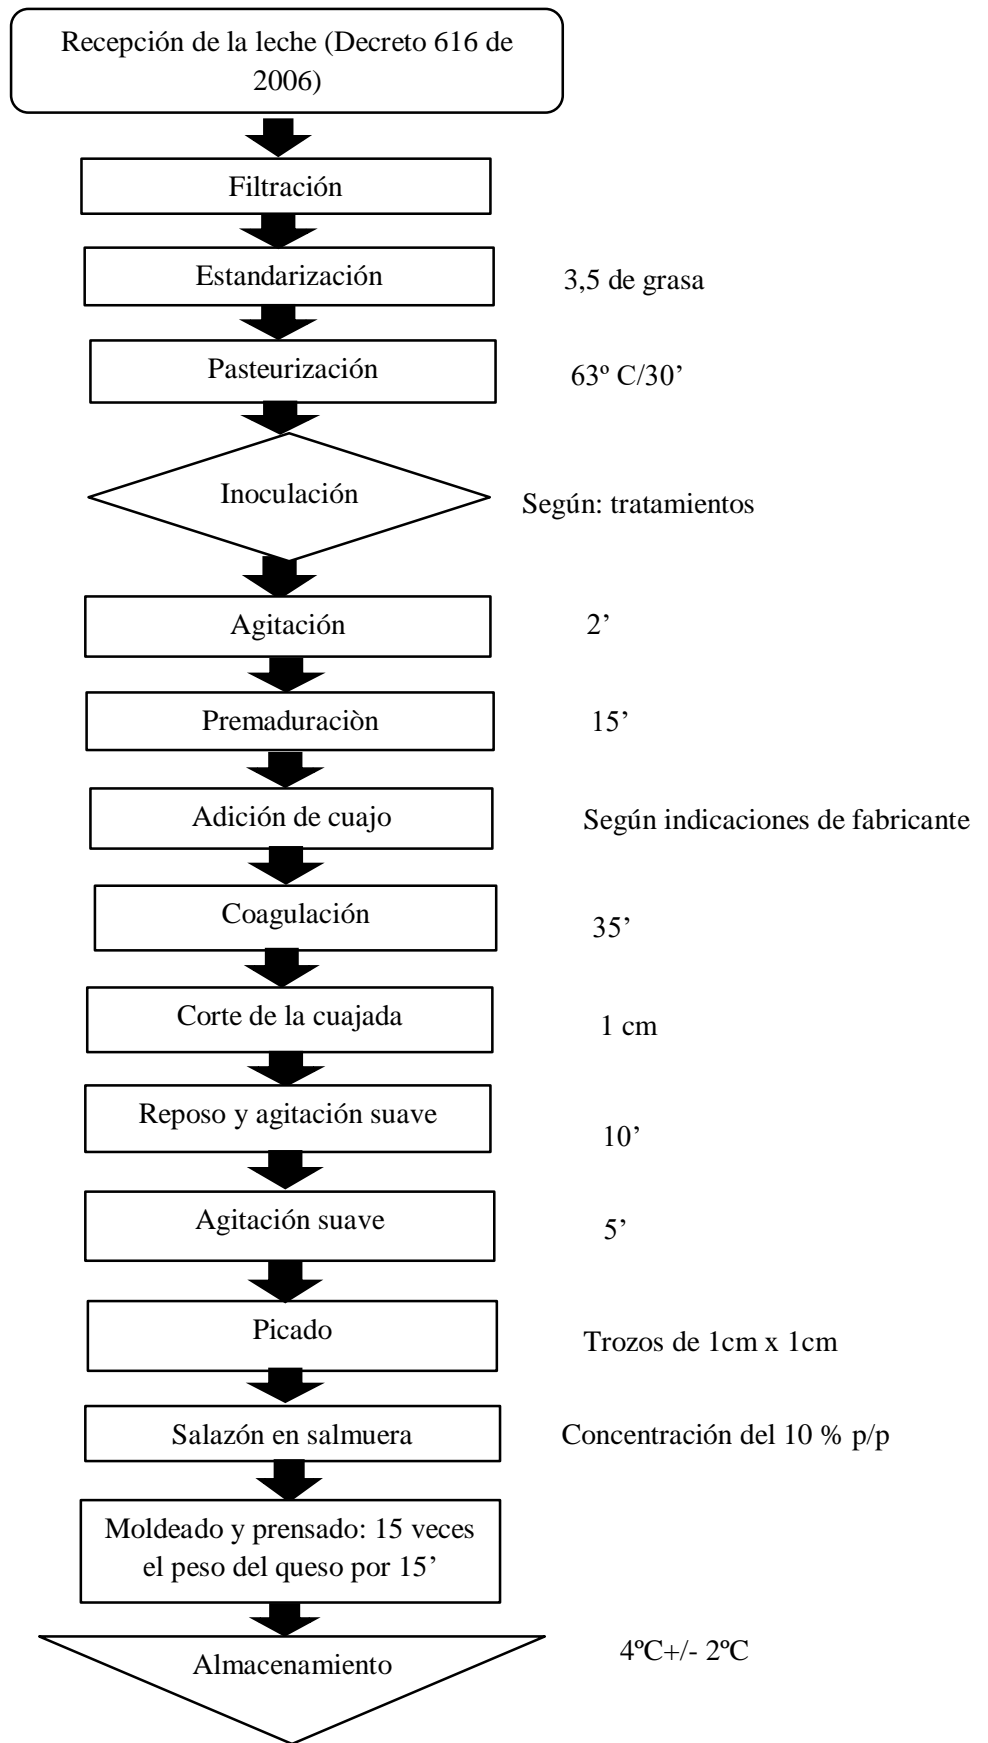 Recepción de la leche (Decreto 616 de
2006)
Filtración
Estandarización
3,5 de grasa
Pasteurización
63º C/30’
Inoculación
Según: tratamientos
Agitación
2’
Premaduraciòn
15’
Adición de cuajo
Según indicaciones de fabricante
Coagulación
35’
Corte de la cuajada
1 cm
Reposo y agitación suave
10’
Agitación suave
5’
Picado
Trozos de 1cm x 1cm
Salazón en salmuera
Concentración del 10 % p/p
Moldeado y prensado: 15 veces
el peso del queso por 15’
Almacenamiento
4ºC+/- 2ºC